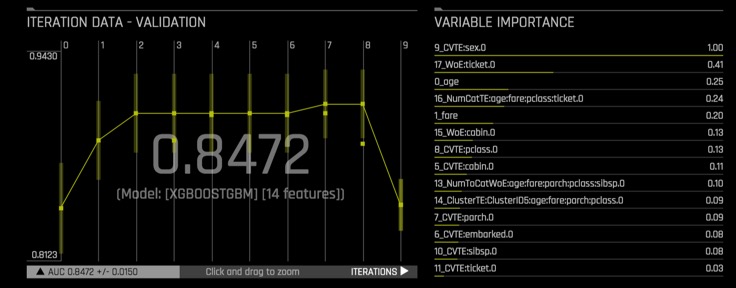 ITERATION DATA - VALIDATION
0 1 2 3 4 5 6 7 8 9
0.9430
0.8472
(Model: [XGBOOSTGBM] [14 features])
0.8123
▲ AUC 0.8472 +/- 0.0150 Click and drag to zoom ITERATIONS ▶
VARIABLE IMPORTANCE
9_CVTE:sex.0 1.00
17_WoE:ticket.0 0.41
0_age 0.25
16_NumCatTE:age:fare:pclass:ticket.0 0.24
1_fare 0.20
15_WoE:cabin.0 0.13
8_CVTE:pclass.0 0.13
5_CVTE:cabin.0 0.11
13_NumToCatWoE:age:fare:parch:pclass:sibsp.0 0.10
14_ClusterTE:ClusterID5:age:fare:parch:pclass.0 0.09
7_CVTE:parch.0 0.09
6_CVTE:embarked.0 0.08
10_CVTE:sibsp.0 0.08
11_CVTE:ticket.0 0.03